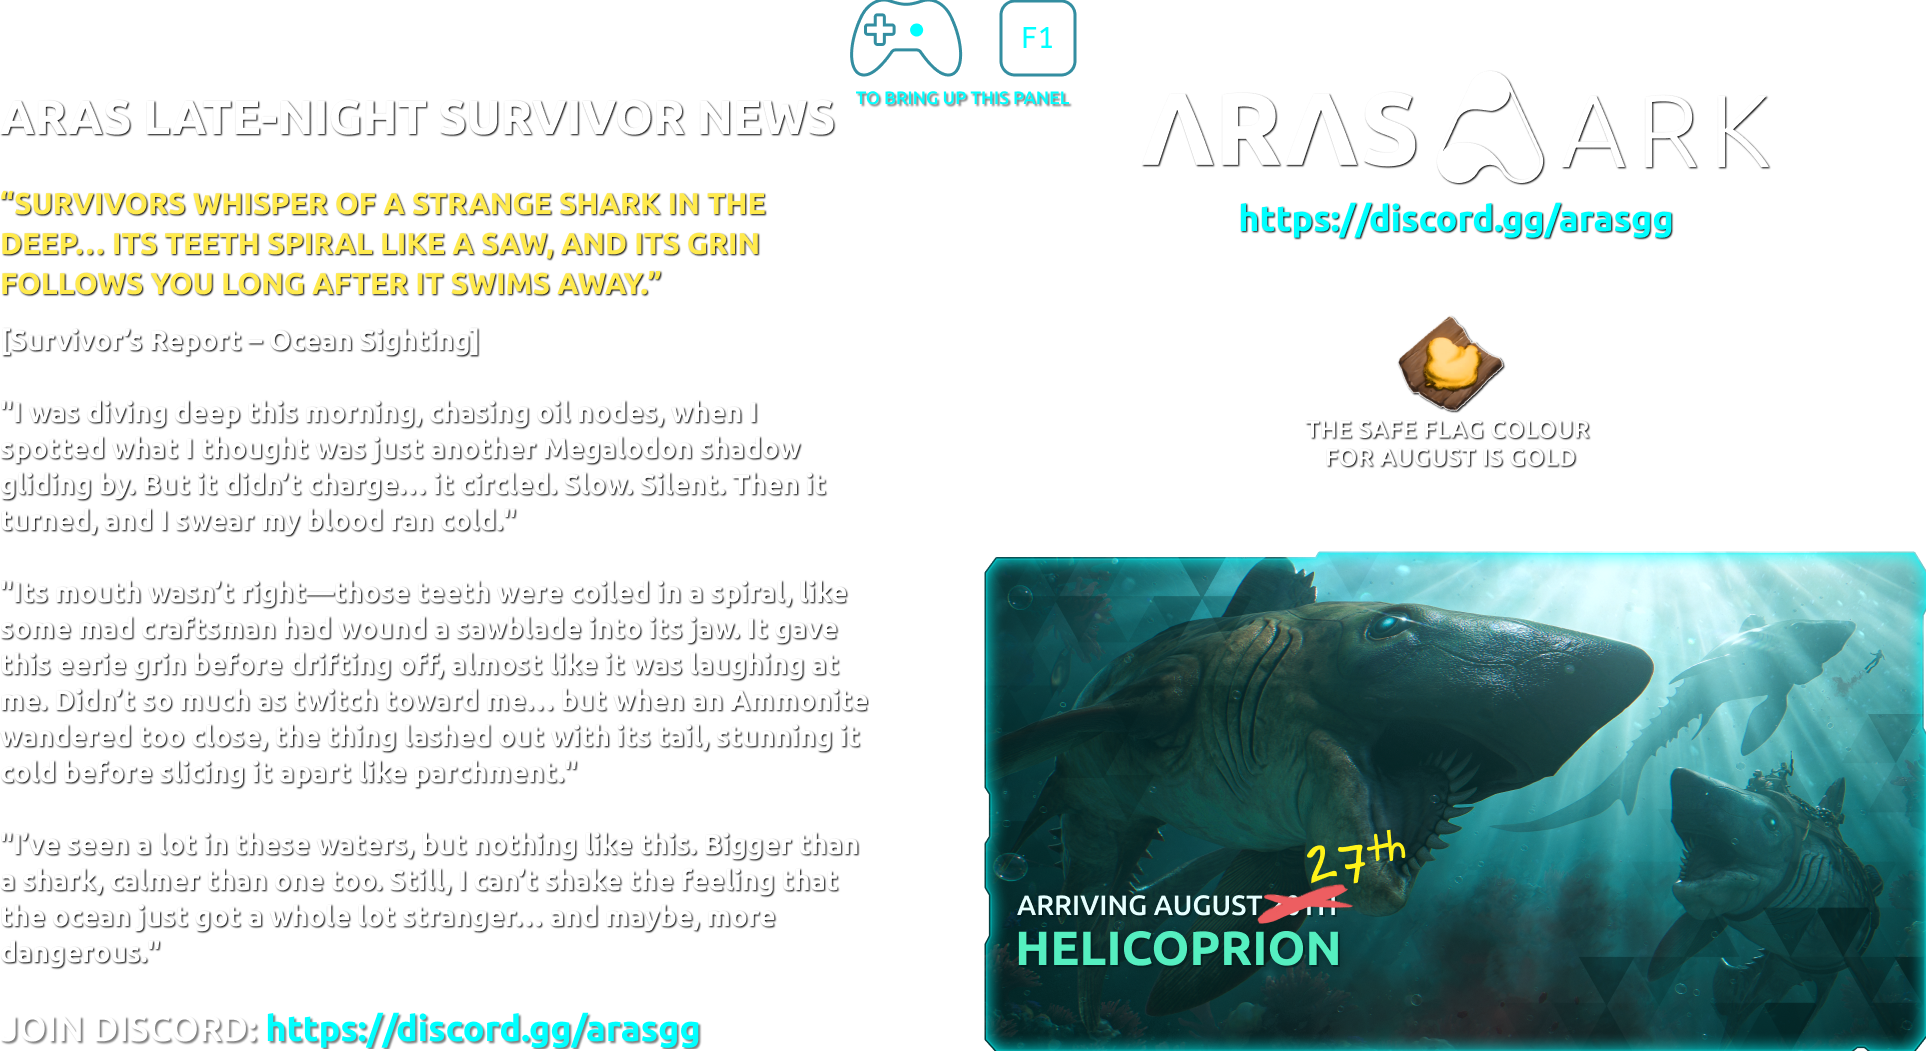 F1
TO BRING UP THIS PANEL
ARAS LATE-NIGHT SURVIVOR NEWS
“SURVIVORS WHISPER OF A STRANGE SHARK IN THE
DEEP... ITS TEETH SPIRAL LIKE A SAW, AND ITS GRIN
FOLLOWS YOU LONG AFTER IT SWIMS AWAY.”
[Survivor’s Report – Ocean Sighting]
"I was diving deep this morning, chasing oil nodes, when I
spotted what I thought was just another Megalodon shadow
gliding by. But it didn’t charge... it circled. Slow. Silent. Then it
turned, and I swear my blood ran cold."
"Its mouth wasn’t right—those teeth were coiled in a spiral, like
some mad craftsman had wound a sawblade into its jaw. It gave
this eerie grin before drifting off, almost like it was laughing at
me. Didn’t so much as twitch toward me... but when an Ammonite
wandered too close, the thing lashed out with its tail, stunning it
cold before slicing it apart like parchment."
"I’ve seen a lot in these waters, but nothing like this. Bigger than
a shark, calmer than one too. Still, I can’t shake the feeling that
the ocean just got a whole lot stranger... and maybe, more
dangerous."
JOIN DISCORD: https://discord.gg/arasgg
ARAS ARK
https://discord.gg/arasgg
THE SAFE FLAG COLOUR
FOR AUGUST IS GOLD
27th
ARRIVING AUGUST
HELICOPRION